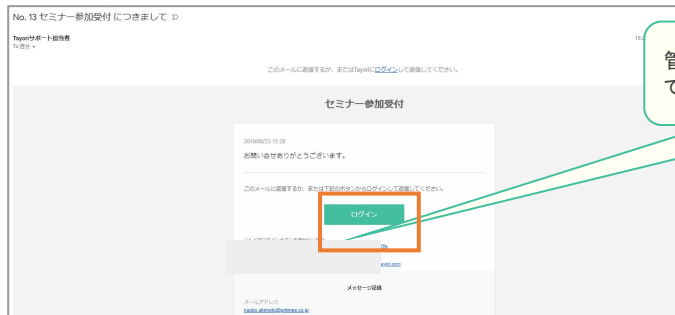 No. 13 セミナー参加受付 につきまして
Tayoriサポート担当者
To 自分
このメールに返信するか、またはTayoriにログインして返信してください。
管
で
セミナー参加受付
2019/08/23 15:28
お問い合せありがとうございます。
このメールに返信するか、または下記のボタンからログインして返信してください。
ログイン
メッセージ記録
メールアドレス
naoko.akimoto@prtimes.co.jp